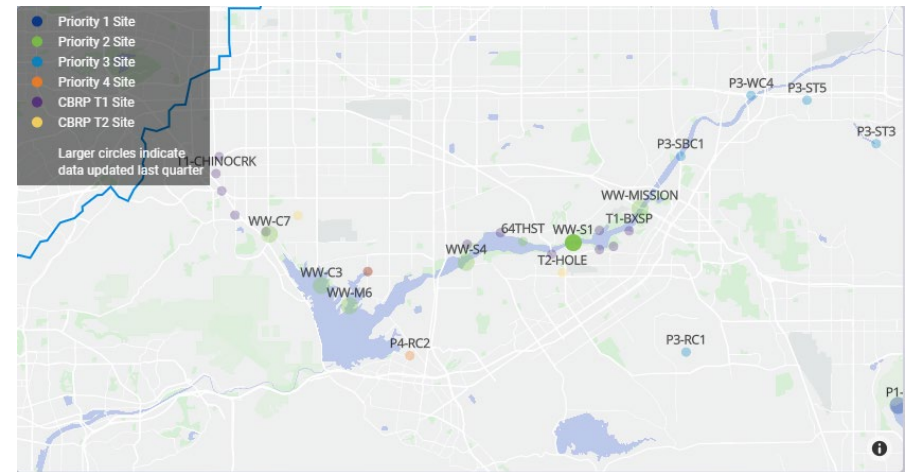 Priority 1 Site
Priority 2 Site
Priority 3 Site
Priority 4 Site
CBRP T1 Site
CBRP T2 Site
Larger circles indicate
data updated last quarter
P3-WC4
P3-ST5
P3-ST3
P3-SBC1
T1-CHINOCRK
WW-MISSION
T1-BXSP
WW-C7
64THST
WW-S1
WW-S4
T2-HOLE
WW-C3
WW-M6
P4-RC2
P3-RC1
P1-